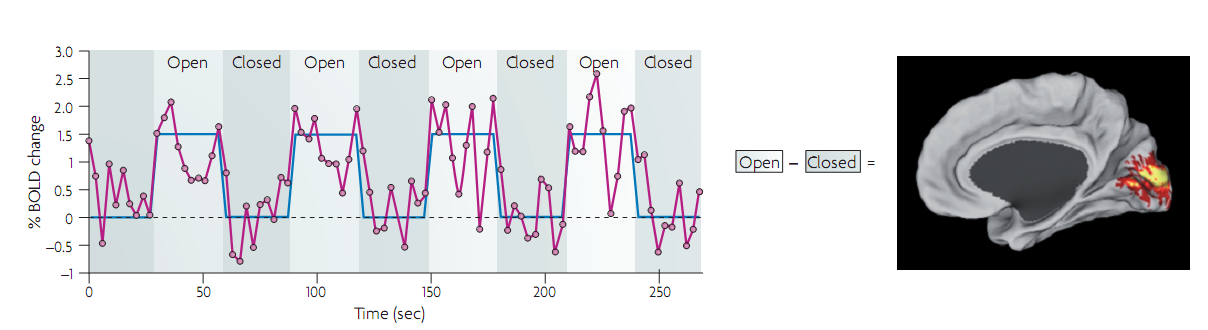 3.0
2.5
2.0
1.5
1
0.5
0
−0.5
−1
% BOLD change
Open Closed Open Closed Open Closed Open Closed
0 50 100 150 200 250
Time (sec)
Open − Closed =